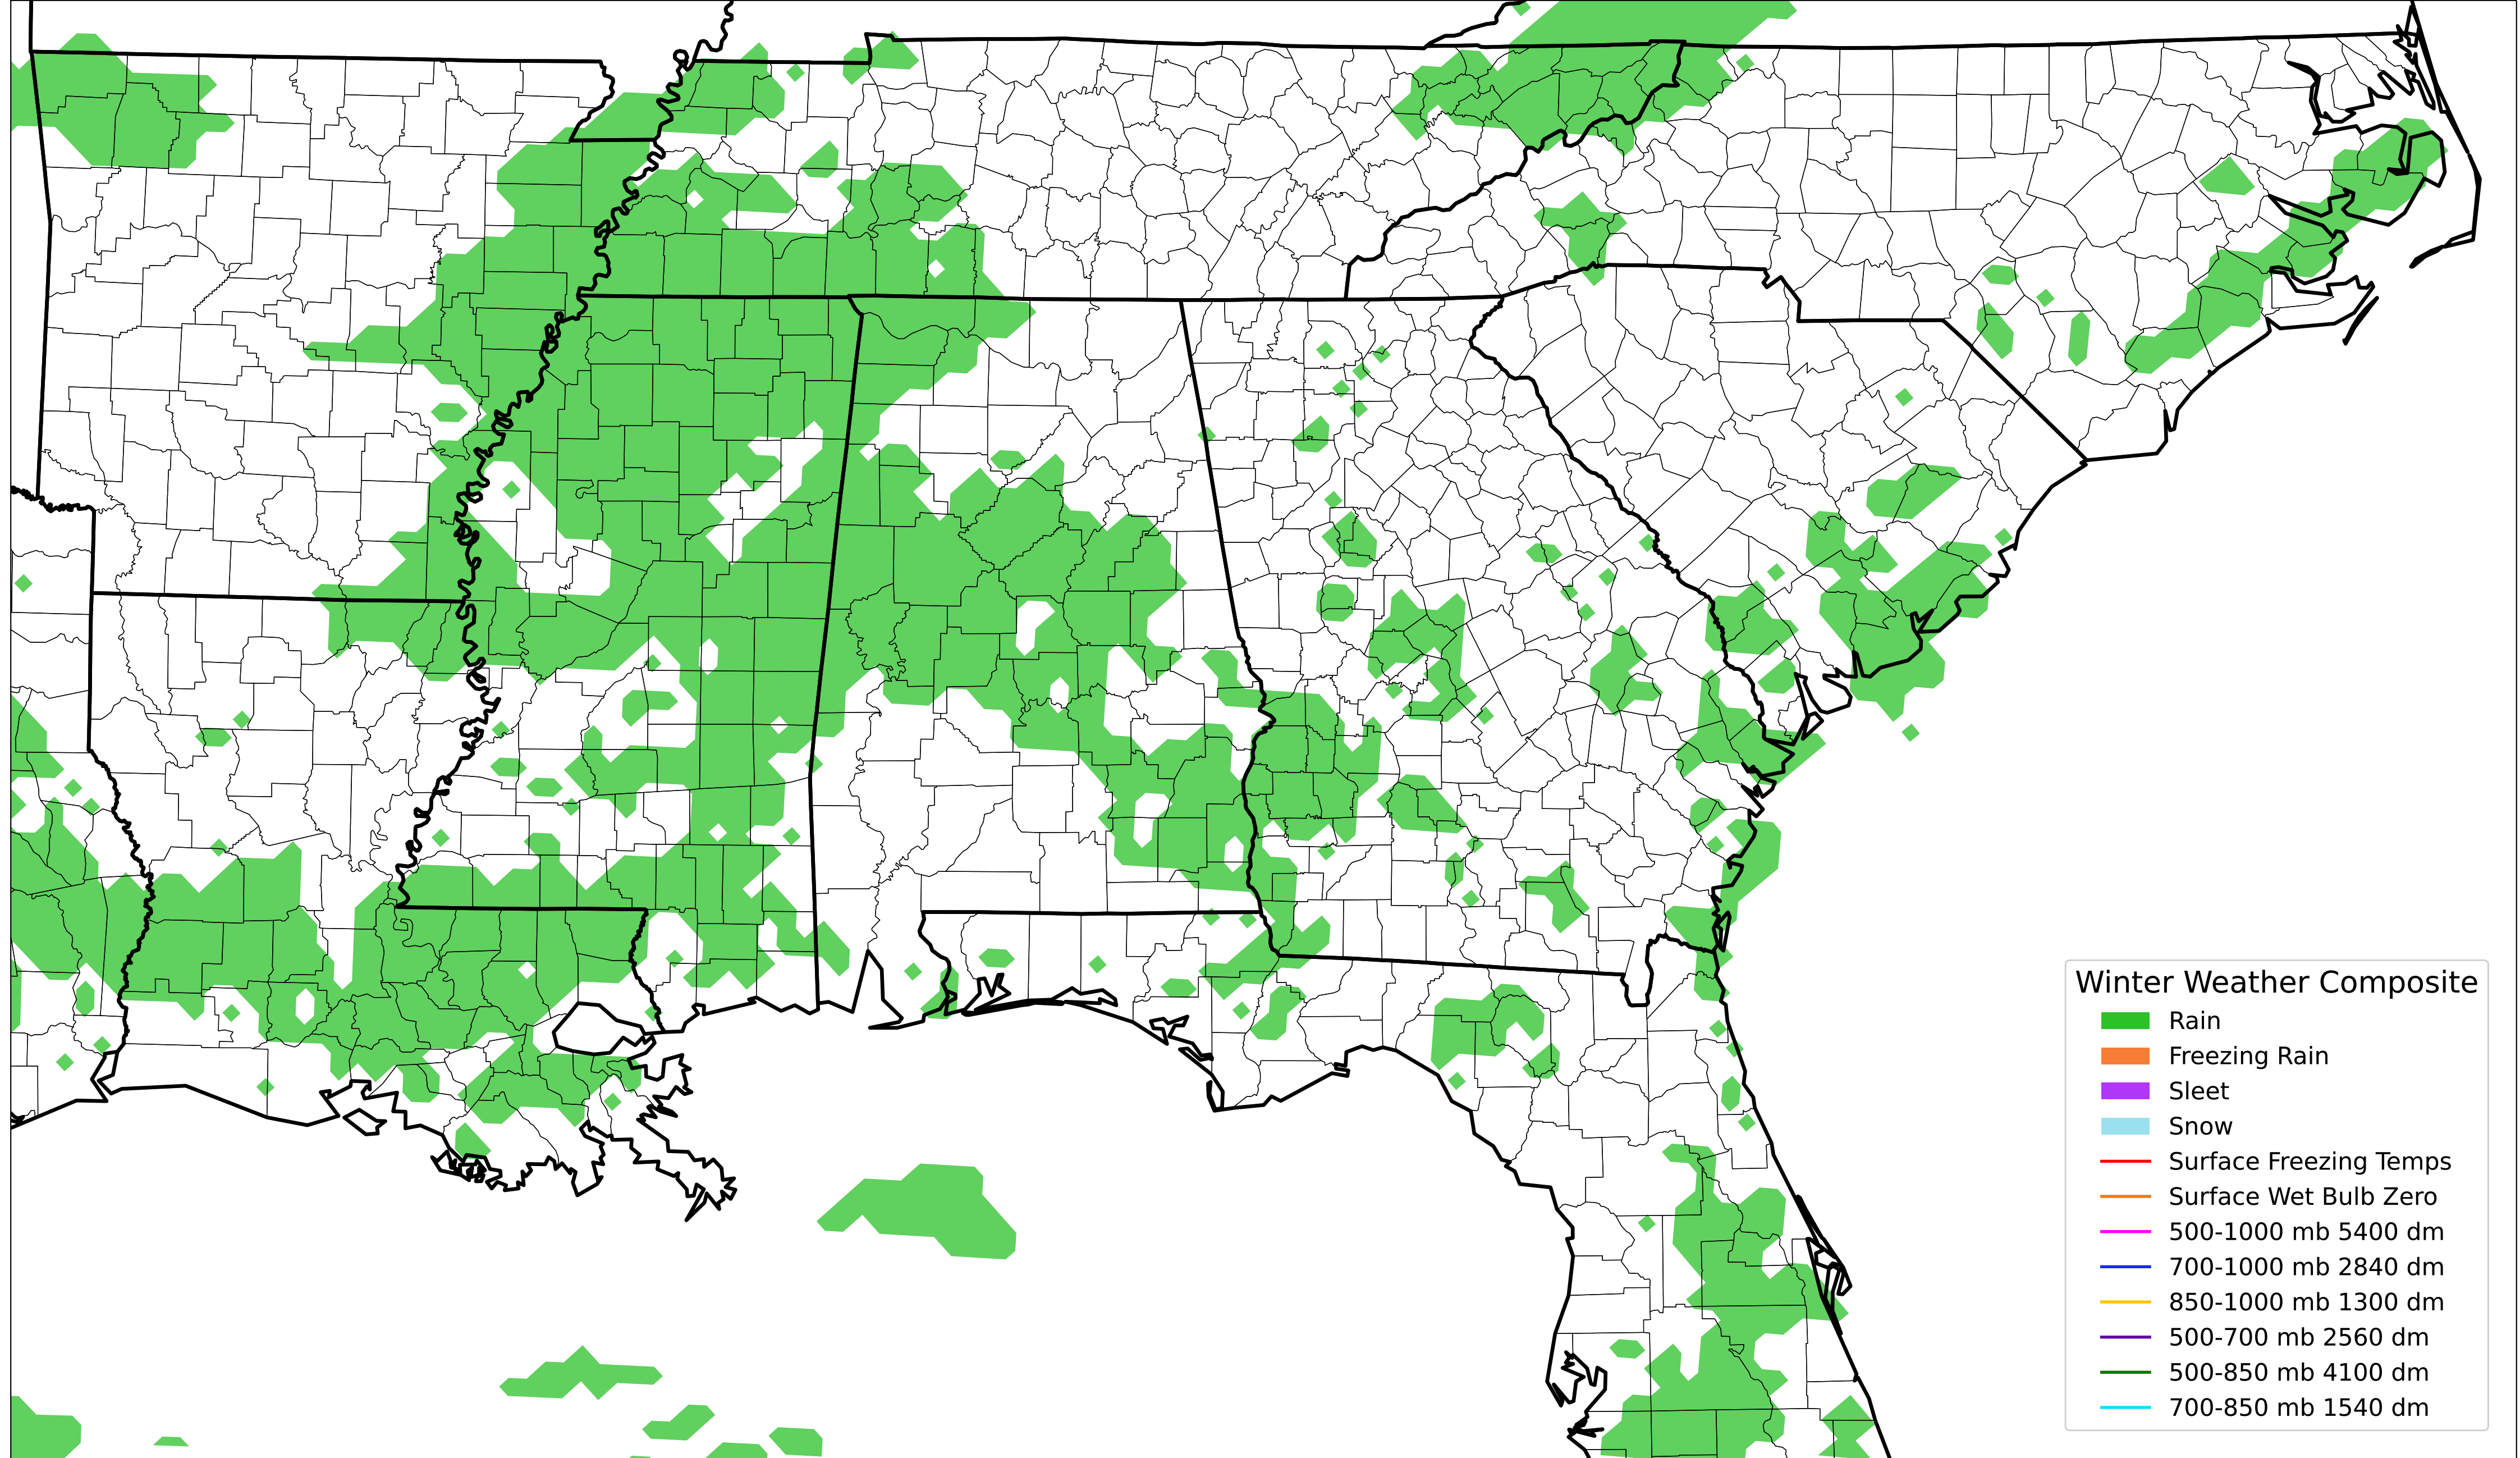 Winter Weather Composite
Rain
Freezing Rain
Sleet
Snow
Surface Freezing Temps
Surface Wet Bulb Zero
500-1000 mb 5400 dm
700-1000 mb 2840 dm
850-1000 mb 1300 dm
500-700 mb 2560 dm
500-850 mb 4100 dm
700-850 mb 1540 dm